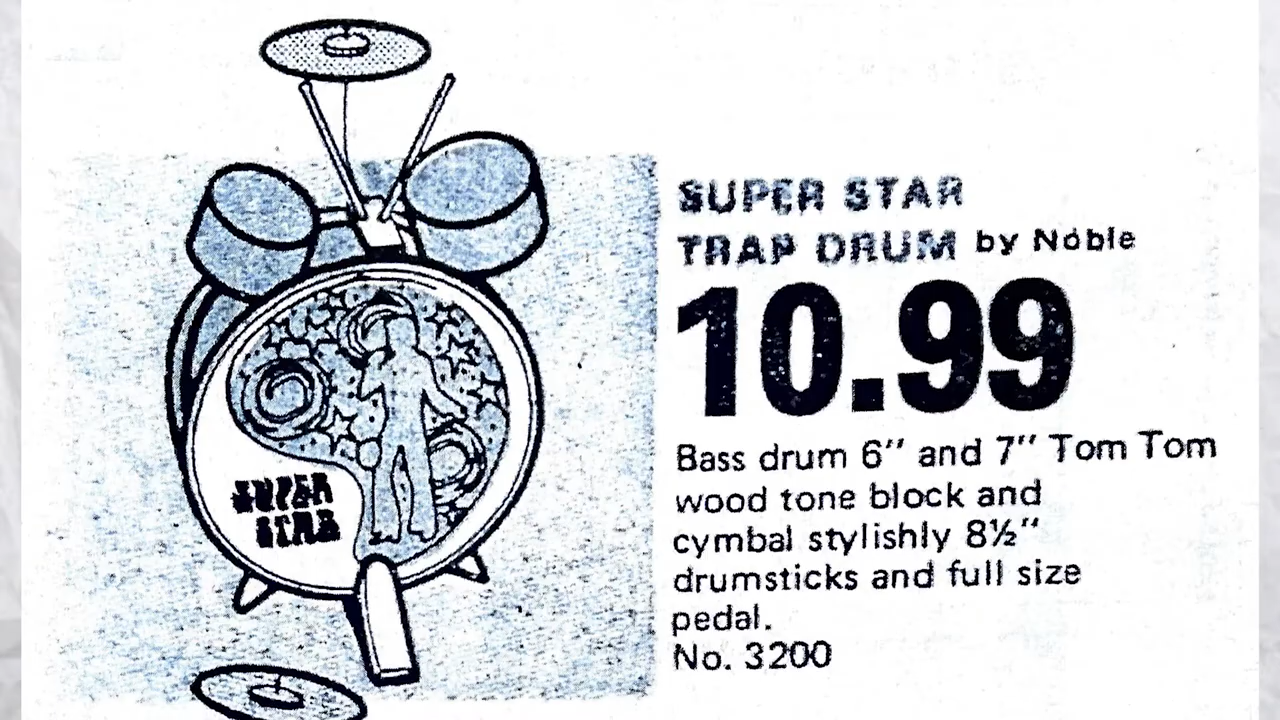 SUPER STAR
TRAP DRUM by Noble
10.99
Bass drum 6" and 7" Tom Tom
wood tone block and
cymbal stylishly 8½"
drumsticks and full size
pedal.
No. 3200
SUPER
STAR